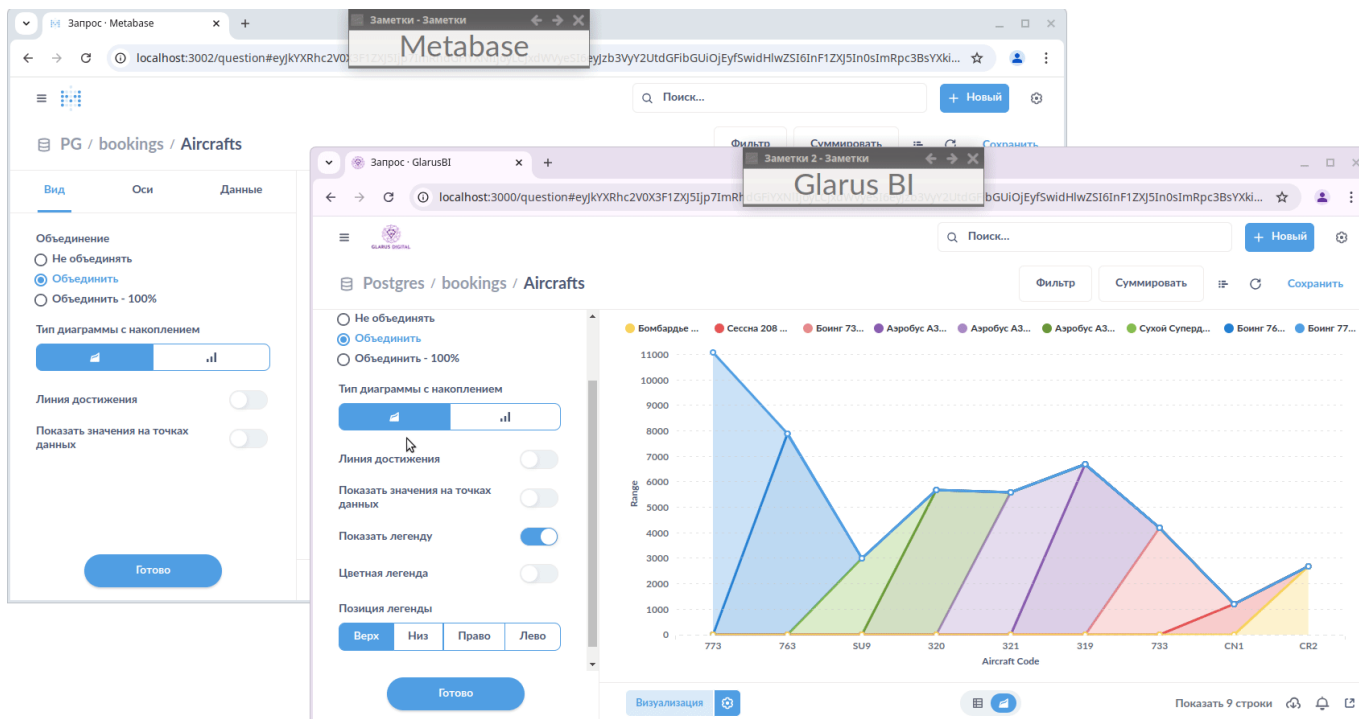 Запрос · Metabase
Заметки - Заметки
Metabase
localhost:3002/question#eyJkYXRhc2V0X
Поиск...
+ Новый
PG / bookings / Aircrafts
Фильтр
Суммировать
Сохранить
Вид
Оси
Данные
Объединение
Не объединять
Объединить
Объединить - 100%
Тип диаграммы с накоплением
Линия достижения
Показать значения на точках
данных
Готово
Запрос · GlarusBI
Заметки 2 - Заметки
Glarus BI
localhost:3000/question#eyJkYXRhc2V0X3F1ZXJ5Ijp7ImRh
bGUiOjEyfSwidHlwZSI6InF1ZXJ5In0sImRpc3BsYXki...
GLARUS DIGITAL
Поиск...
+ Новый
Postgres / bookings / Aircrafts
Фильтр
Суммировать
Сохранить
Не объединять
Объединить
Объединить - 100%
Тип диаграммы с накоплением
Линия достижения
Показать значения на точках
данных
Показать легенду
Цветная легенда
Позиция легенды
Верх
Низ
Право
Лево
Готово
Бомбардье ...
Сессна 208 ...
Боинг 73...
Аэробус А3...
Аэробус А3...
Аэробус А3...
Сухой Суперд...
Боинг 76...
Боинг 77...
11000
10000
9000
8000
7000
6000
5000
4000
3000
2000
1000
0
Range
773
763
SU9
320
321
319
733
CN1
CR2
Aircraft Code
Визуализация
Показать 9 строки